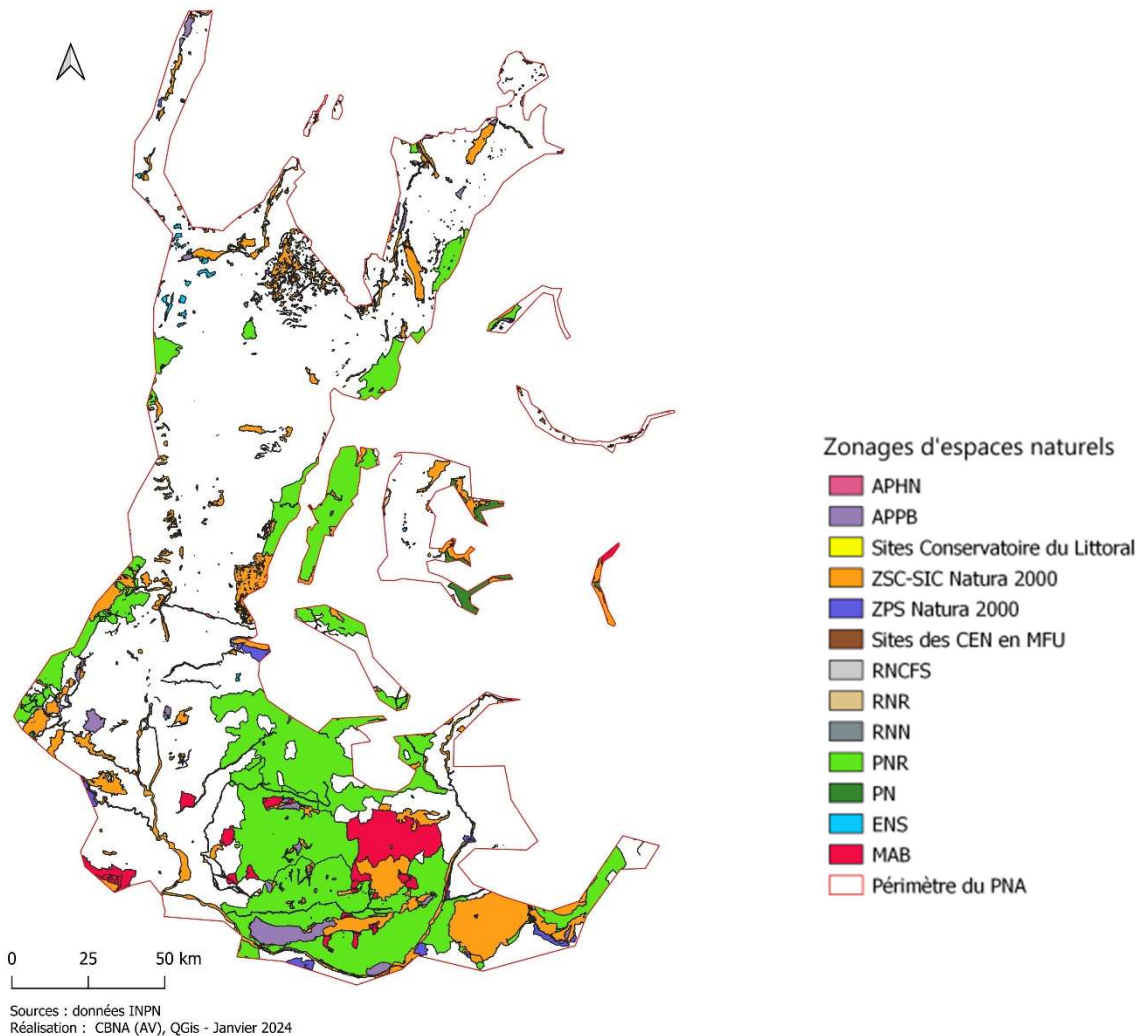 Zonages d'espaces naturels
APHN
APPB
Sites Conservatoire du Littoral
ZSC-SIC Natura 2000
ZPS Natura 2000
Sites des CEN en MFU
RNCFS
RNR
RNN
PNR
PN
ENS
MAB
Périmètre du PNA
0 25 50 km
Sources : données INPN
Réalisation : CBNA (AV), QGis - Janvier 2024